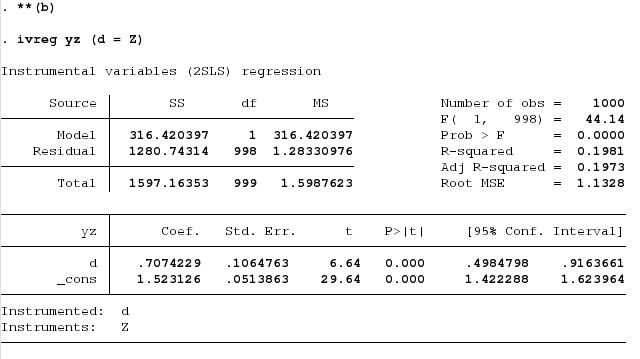 . **(b)
. ivreg yz (d = Z)
Instrumental variables (2SLS) regression
Source | SS df MS Number of obs = 1000
F( 1, 998) = 44.14
Model | 316.420397 1 316.420397 Prob > F = 0.0000
Residual | 1280.74314 998 1.28330976 R-squared = 0.1981
Adj R-squared = 0.1973
Total | 1597.16353 999 1.5987623 Root MSE = 1.1328
yz | Coef. Std. Err. t P>|t| [95% Conf. Interval]
d | .7074229 .1064763 6.64 0.000 .4984798 .9163661
_cons | 1.523126 .0513863 29.64 0.000 1.422288 1.623964
Instrumented: d
Instruments: Z